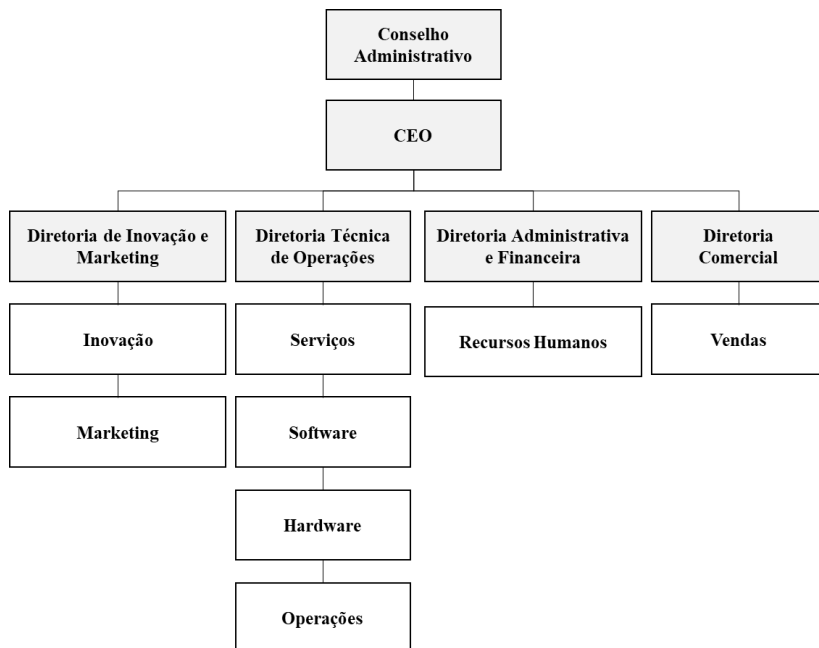 Conselho
Administrativo
CEO
Diretoria de Inovação e
Marketing
Diretoria Técnica
de Operações
Diretoria Administrativa
e Financeira
Diretoria
Comercial
Inovação
Serviços
Recursos Humanos
Vendas
Marketing
Software
Hardware
Operações